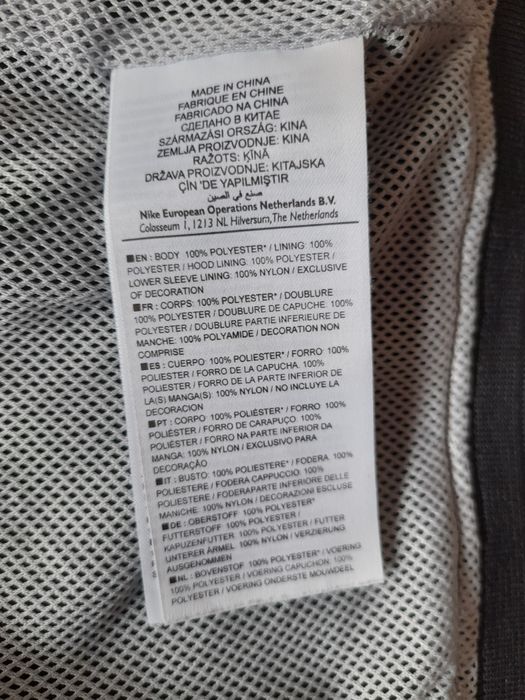 MADE IN CHINA
FABRIQUE EN CHINE
FABRICADO NA CHINA
СДЕЛАНО В КИТАЕ
SZÁRMAZÁSI ORSZÁG: KINA
ZEMLJA PROIZVODNJE: KINA
RAŽOTS: ĶĪNĀ
DRŽAVA PROIZVODNJE: KITAJSKA
ÇİN 'DE YAPILMIŞTIR
صنع في الصين
Nike European Operations Netherlands B.V.
Colosseum 1, 1213 NL Hilversum, The Netherlands
■EN : BODY: 100% POLYESTER* / LINING: 100%
POLYESTER / HOOD LINING: 100% POLYESTER /
LOWER SLEEVE LINING: 100% NYLON / EXCLUSIVE
OF DECORATION
■FR : CORPS: 100% POLYESTER* / DOUBLURE:
100% POLYESTER / DOUBLURE DE CAPUCHE: 100%
POLYESTER / DOUBLURE PARTIE INFERIEURE DE
MANCHE: 100% POLYAMIDE / DECORATION NON
COMPRISE
■ES : CUERPO: 100% POLIESTER* / FORRO: 100%
POLIESTER / FORRO DE LA CAPUCHA: 100%
POLIESTER / FORRO DE LA PARTE INFERIOR DE
LA(S) MANGA(S): 100% NYLON / NO INCLUYE LA
DECORACION
■PT : CORPO: 100% POLIÉSTER* / FORRO: 100%
POLIÉSTER / FORRO DE CARAPUÇO: 100%
POLIÉSTER / FORRO NA PARTE INFERIOR DA
MANGA: 100% NYLON / EXCLUSIVO PARA
DECORAÇÃO
■IT : BUSTO: 100% POLIESTERE* / FODERA: 100%
POLIESTERE / FODERA CAPPUCCIO: 100%
POLIESTERE / FODERAPARTE INFERIORE DELLE
MANICHE: 100% NYLON / DECORAZIONI ESCLUSE
■DE : OBERSTOFF: 100% POLYESTER* /
FUTTERSTOFF: 100% POLYESTER /
KAPUZENFUTTER: 100% POLYESTER / FUTTER
UNTERER ÄRMEL: 100% NYLON / VERZIERUNG
AUSGENOMMEN
■NL : BOVENSTOF: 100% POLYESTER* / VOERING:
100% POLYESTER / VOERING CAPUCHON: 100%
POLYESTER / VOERING ONDERSTE MOUWDEEL: